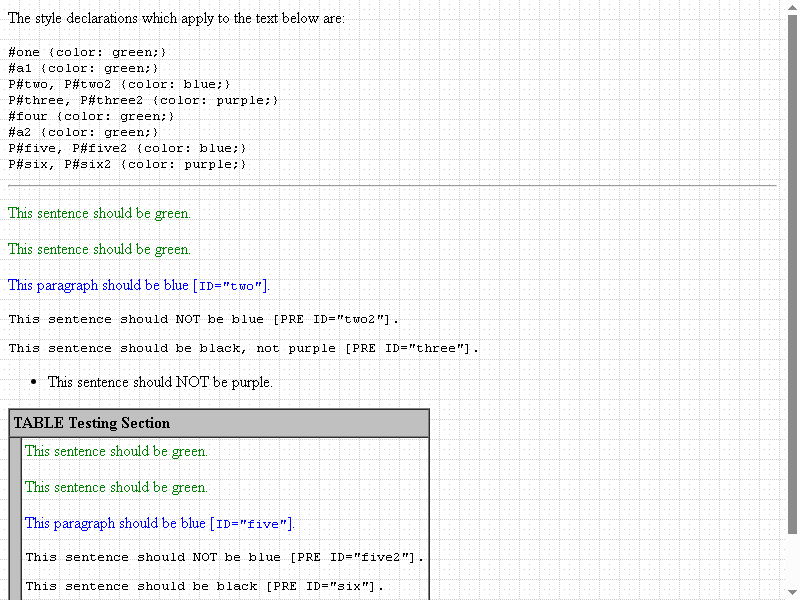 The style declarations which apply to the text below are:
#one {color: green;}
#a1 {color: green;}
P#two, P#two2 {color: blue;}
P#three, P#three2 {color: purple;}
#four {color: green;}
#a2 {color: green;}
P#five, P#five2 {color: blue;}
P#six, P#six2 {color: purple;}
This sentence should be green.
This sentence should be green.
This paragraph should be blue [ID="two"].
This sentence should NOT be blue [PRE ID="two2"].
This sentence should be black, not purple [PRE ID="three"].
• This sentence should NOT be purple.
TABLE Testing Section
This sentence should be green.
This sentence should be green.
This paragraph should be blue [ID="five"].
This sentence should NOT be blue [PRE ID="five2"].
This sentence should be black [PRE ID="six"].